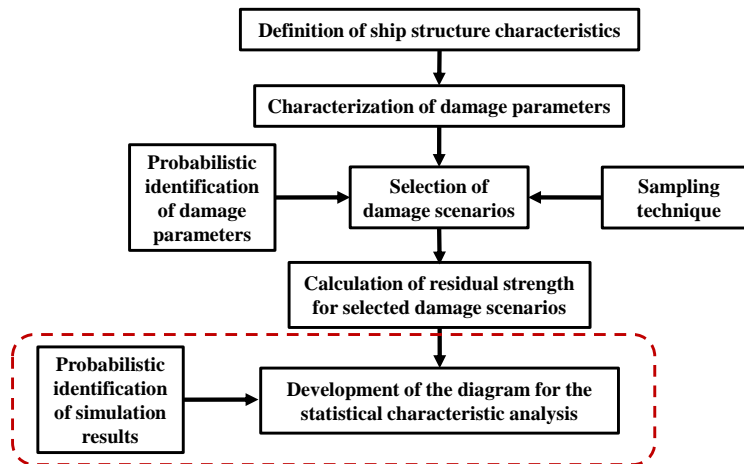 Definition of ship structure characteristics
Characterization of damage parameters
Probabilistic
identification
of damage
parameters
Selection of
damage scenarios
Sampling
technique
Calculation of residual strength
for selected damage scenarios
Probabilistic
identification
of simulation
results
Development of the diagram for the
statistical characteristic analysis